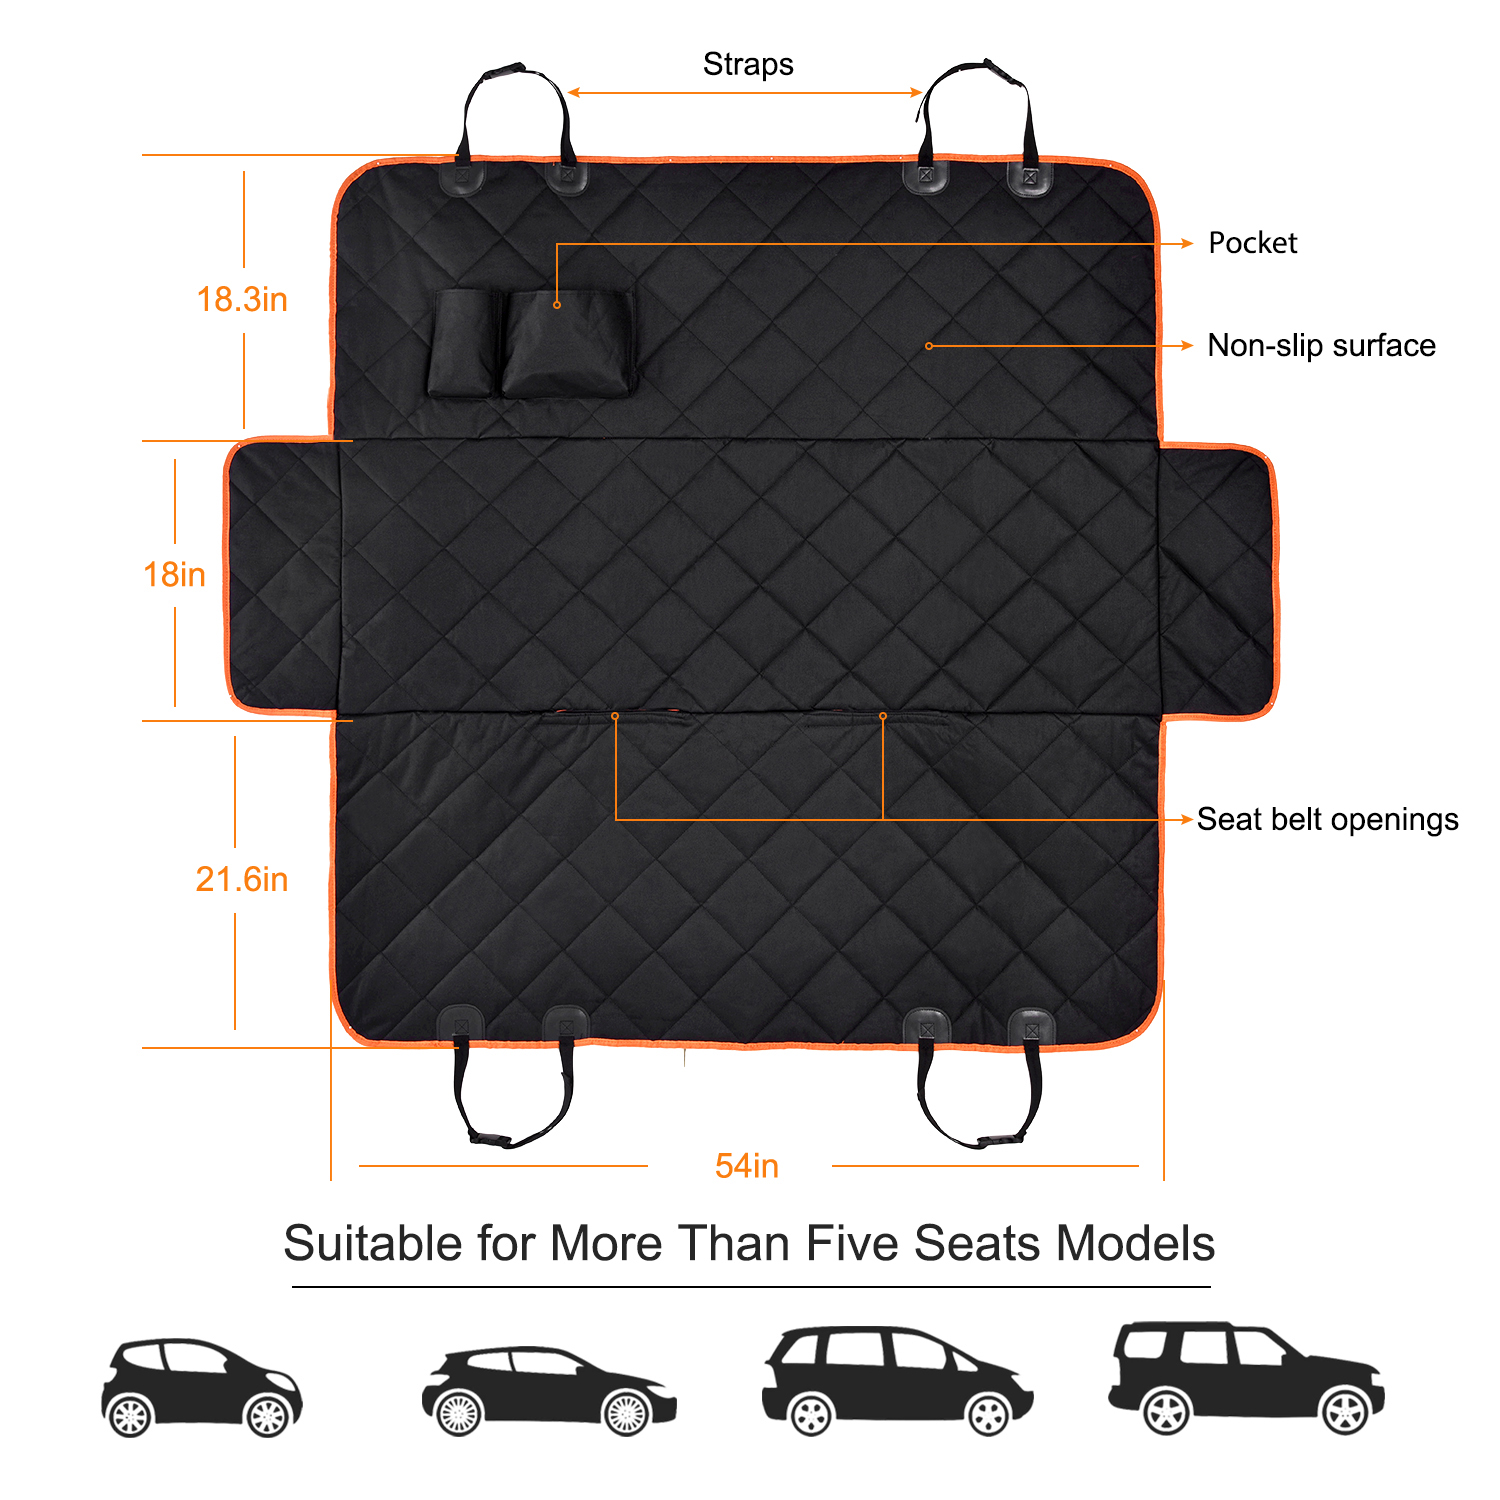 Straps
Pocket
18.3in
Non-slip surface
18in
Seat belt openings
21.6in
54in
Suitable for More Than Five Seats Models